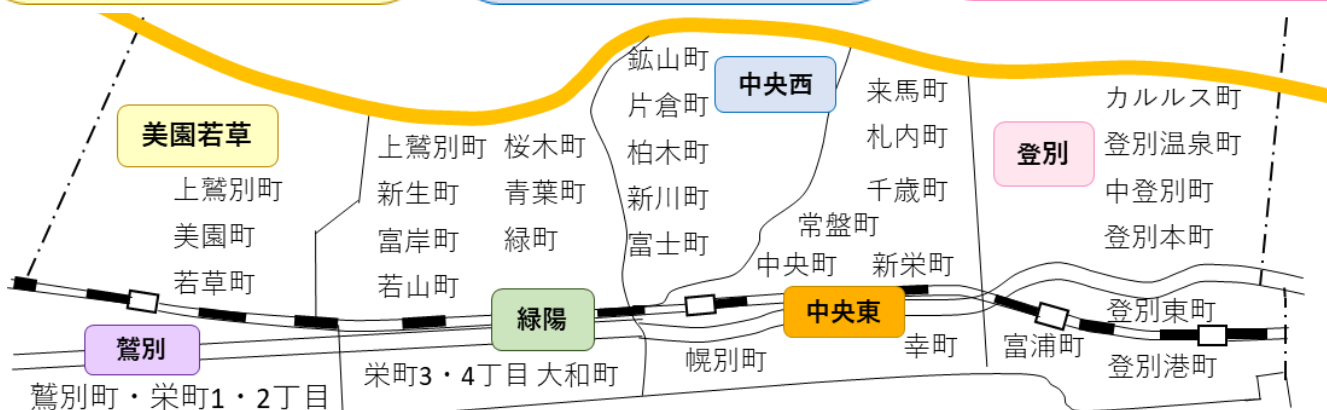 美園若草
上鷲別町
美園町
若草町
鷲別
鷲別町・栄町1・2丁目
上鷲別町
新生町
富岸町
若山町
桜木町
青葉町
緑町
緑陽
栄町3・4丁目
大和町
鉱山町
片倉町
柏木町
新川町
富士町
中央西
来馬町
札内町
千歳町
常盤町
中央町
新栄町
中央東
幌別町
幸町
登別
カルルス町
登別温泉町
中登別町
登別本町
登別東町
富浦町
登別港町